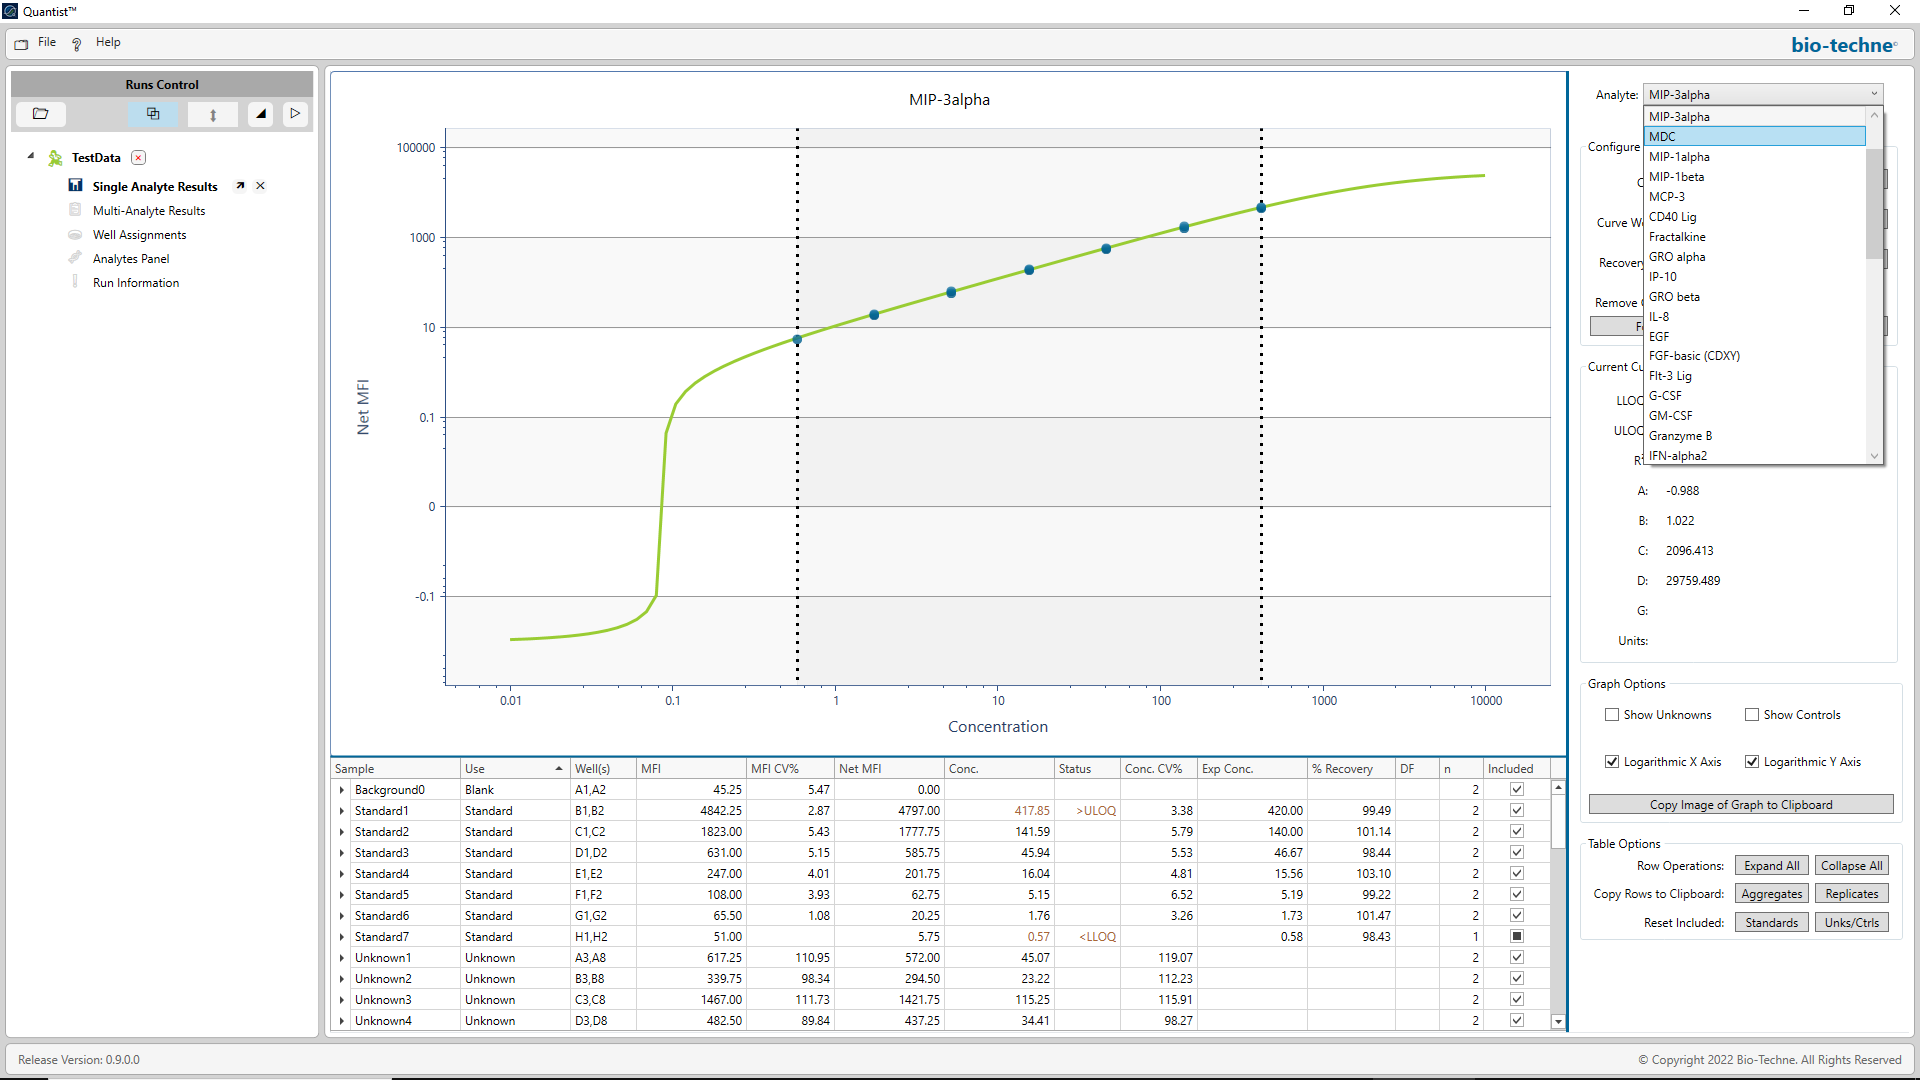 Quantist™
File
Help
bio-techne
Runs Control
TestData
Single Analyte Results
Multi-Analyte Results
Well Assignments
Analytes Panel
Run Information
MIP-3alpha
100000
1000
10
0.1
0
-0.1
Net MFI
0.01 0.1 1 10 100 1000 10000
Concentration
Sample Use Well(s) MFI MFI CV% Net MFI Conc. Status Conc. CV% Exp Conc. % Recovery DF n Included
Background0 Blank A1,A2 45.25 5.47 0.00 2
Standard1 Standard B1,B2 4842.25 2.87 4797.00 417.85 >ULOQ 3.38 420.00 99.49 2
Standard2 Standard C1,C2 1823.00 5.43 1777.75 141.59 5.79 140.00 101.14 2
Standard3 Standard D1,D2 631.00 5.15 585.75 45.94 5.53 46.67 98.44 2
Standard4 Standard E1,E2 247.00 4.01 201.75 16.04 4.81 15.56 103.10 2
Standard5 Standard F1,F2 108.00 3.93 62.75 5.15 6.52 5.19 99.22 2
Standard6 Standard G1,G2 65.50 1.08 20.25 1.76 3.26 1.73 101.47 2
Standard7 Standard H1,H2 51.00 5.75 0.57 <LLOQ 0.58 98.43 1
Unknown1 Unknown A3,A8 617.25 110.95 572.00 45.07 119.07 2
Unknown2 Unknown B3,B8 339.75 98.34 294.50 23.22 112.23 2
Unknown3 Unknown C3,C8 1467.00 111.73 1421.75 115.25 115.91 2
Unknown4 Unknown D3,D8 482.50 89.84 437.25 34.41 98.27 2
Analyte: MIP-3alpha
MIP-3alpha
MDC
MIP-1alpha
MIP-1beta
MCP-3
CD40 Lig
Fractalkine
GRO alpha
IP-10
GRO beta
IL-8
EGF
FGF-basic (CDXY)
Flt-3 Lig
G-CSF
GM-CSF
Granzyme B
IFN-alpha2
Configure
Curve
Recovery
Remove
Current
LLOQ
ULOQ
A: -0.988
B: 1.022
C: 2096.413
D: 29759.489
G:
Units:
Graph Options
Show Unknowns Show Controls
Logarithmic X Axis Logarithmic Y Axis
Copy Image of Graph to Clipboard
Table Options
Row Operations: Expand All Collapse All
Copy Rows to Clipboard: Aggregates Replicates
Reset Included: Standards Unks/Ctrls
Release Version: 0.9.0.0
© Copyright 2022 Bio-Techne. All Rights Reserved